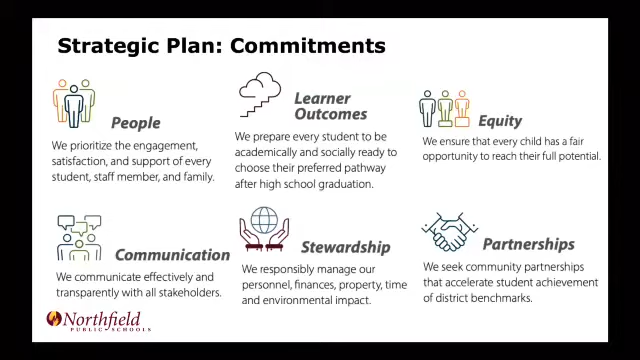 Strategic Plan: Commitments
People
We prioritize the engagement,
satisfaction, and support of every
student, staff member, and family.
Learner
Outcomes
We prepare every student to be
academically and socially ready to
choose their preferred pathway
after high school graduation.
Equity
We ensure that every child has a fair
opportunity to reach their full potential.
Communication
We communicate effectively and
transparently with all stakeholders.
Stewardship
We responsibly manage our
personnel, finances, property, time
and environmental impact.
Partnerships
We seek community partnerships
that accelerate student achievement
of district benchmarks.
Northfield
PUBLIC SCHOOLS